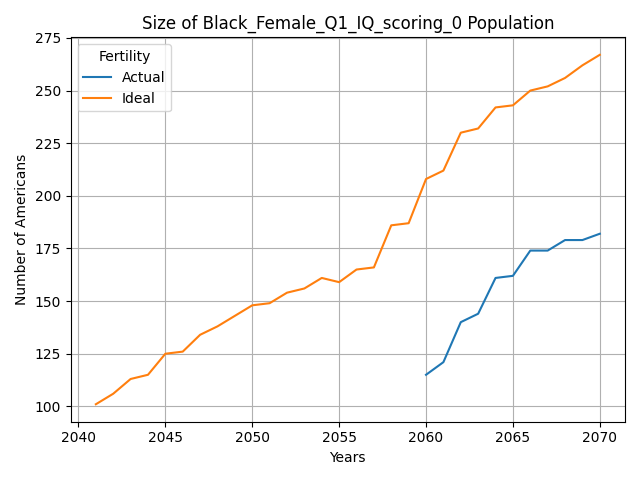 Size of Black_Female_Q1_IQ_scoring_0 Population
Fertility
Actual
Ideal
Number of Americans
275
250
225
200
175
150
125
100
2040 2045 2050 2055 2060 2065 2070
Years